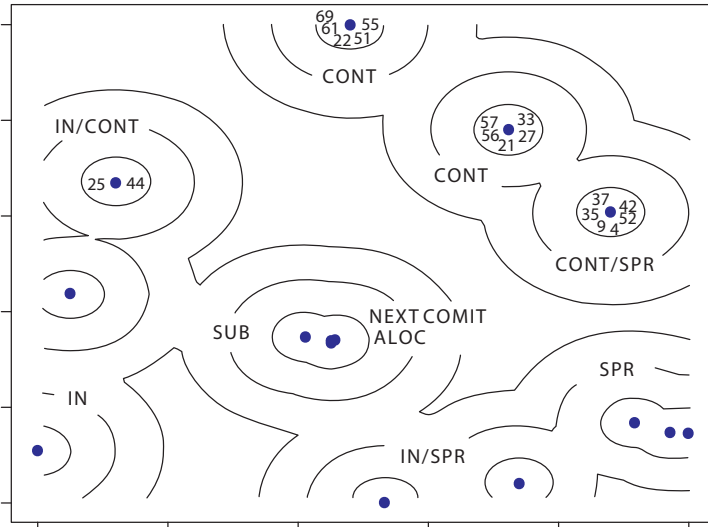 69
61 55
22 51
CONT
57 33
56 27
21
IN/CONT
CONT
25 44
37 42
35 52
9 4
CONT/SPR
NEXT COMIT
SUB
ALOC
SPR
IN
IN/SPR